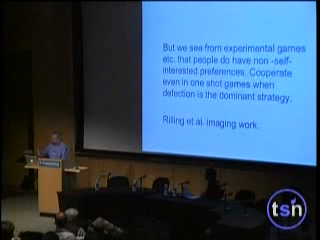 But we see from experimental games
etc. that people do have non -self-
interested preferences. Cooperate
even in one shot games when
defection is the dominant strategy.
Rilling et al. imaging work.
tsn